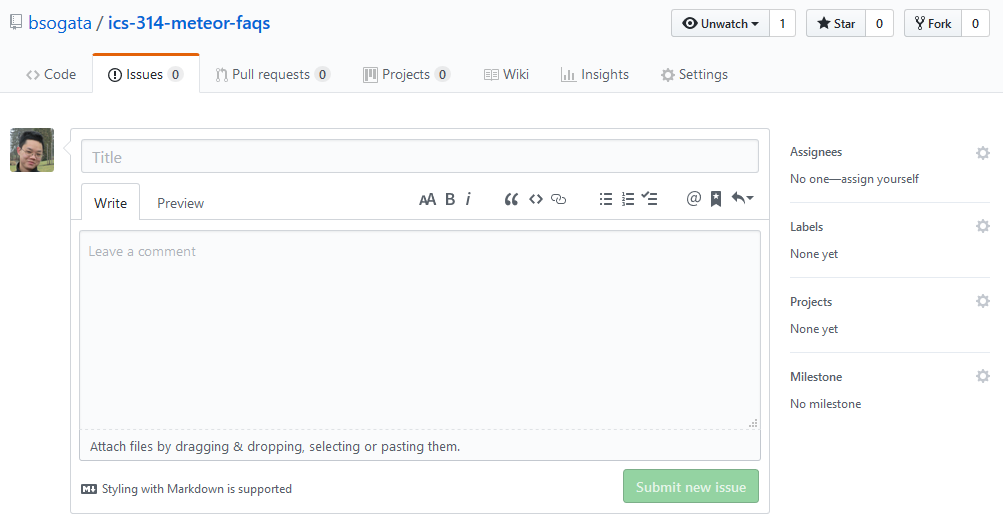 bsogata / ics-314-meteor-faqs Unwatch 1 Star 0 Fork 0
Code Issues 0 Pull requests 0 Projects 0 Wiki Insights Settings
Title
Write Preview AA B i @
Leave a comment
Attach files by dragging & dropping, selecting or pasting them.
Styling with Markdown is supported Submit new issue
Assignees
No one—assign yourself
Labels
None yet
Projects
None yet
Milestone
No milestone